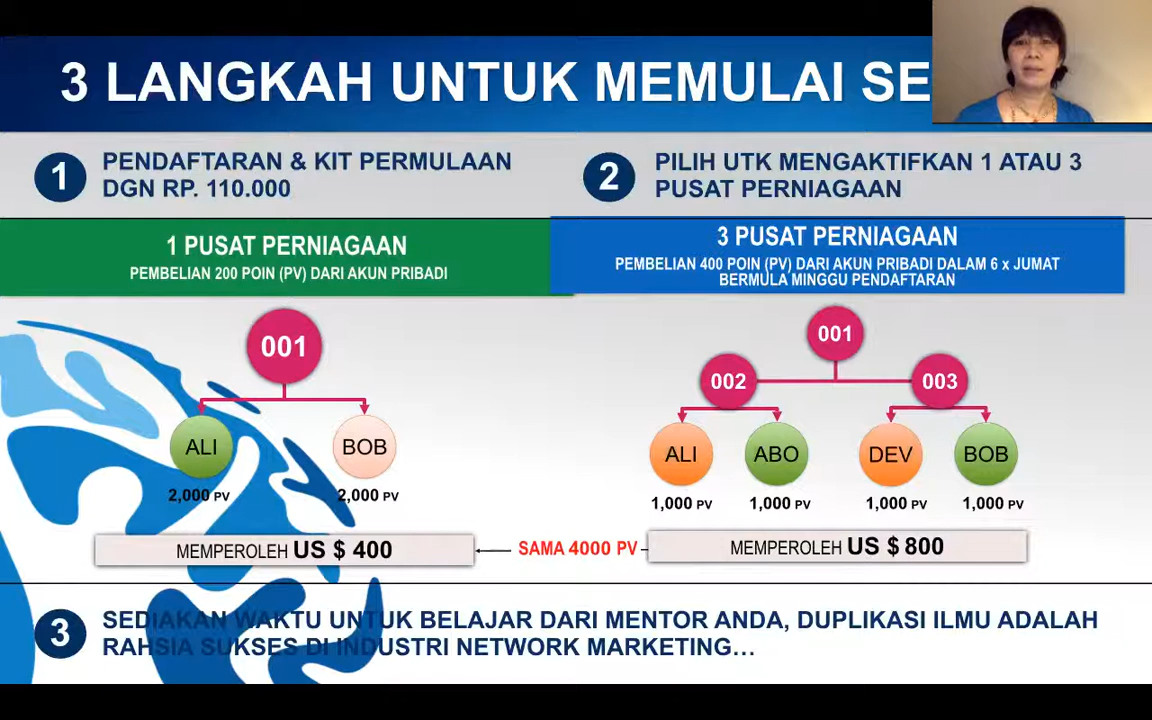 3 LANGKAH UNTUK MEMULAI SE
1
PENDAFTARAN & KIT PERMULAAN
DGN RP. 110.000
2
PILIH UTK MENGAKTIFKAN 1 ATAU 3
PUSAT PERNIAGAAN
1 PUSAT PERNIAGAAN
PEMBELIAN 200 POIN (PV) DARI AKUN PRIBADI
3 PUSAT PERNIAGAAN
PEMBELIAN 400 POIN (PV) DARI AKUN PRIBADI DALAM 6 x JUMAT
BERMULA MINGGU PENDAFTARAN
001
ALI
BOB
2,000 PV
2,000 PV
MEMPEROLEH US $ 400
001
002
003
ALI
ABO
DEV
BOB
1,000 PV
1,000 PV
1,000 PV
1,000 PV
SAMA 4000 PV
MEMPEROLEH US $ 800
3
SEDIAKAN WAKTU UNTUK BELAJAR DARI MENTOR ANDA, DUPLIKASI ILMU ADALAH
RAHSIA SUKSES DI INDUSTRI NETWORK MARKETING...